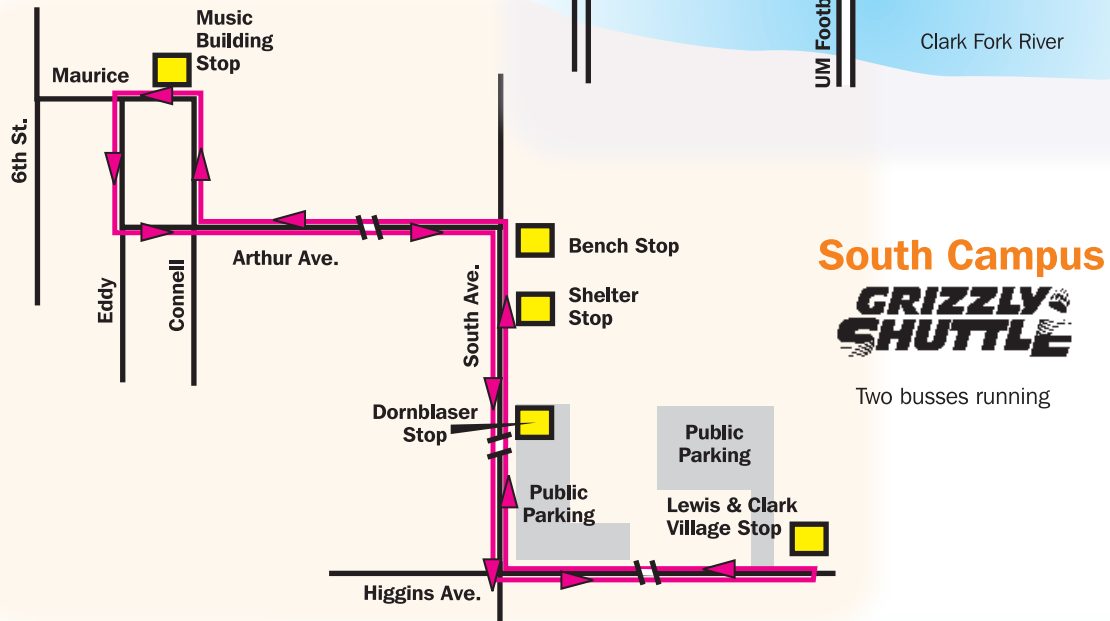 Music
Building
Stop
Maurice
6th St.
UM Footb
Clark Fork River
Arthur Ave.
Eddy
Connell
South Ave.
Bench Stop
Shelter
Stop
Dornblaser
Stop
Public
Parking
Public
Parking
Lewis & Clark
Village Stop
Higgins Ave.
South Campus
GRIZZLY
SHUTTLE
Two busses running